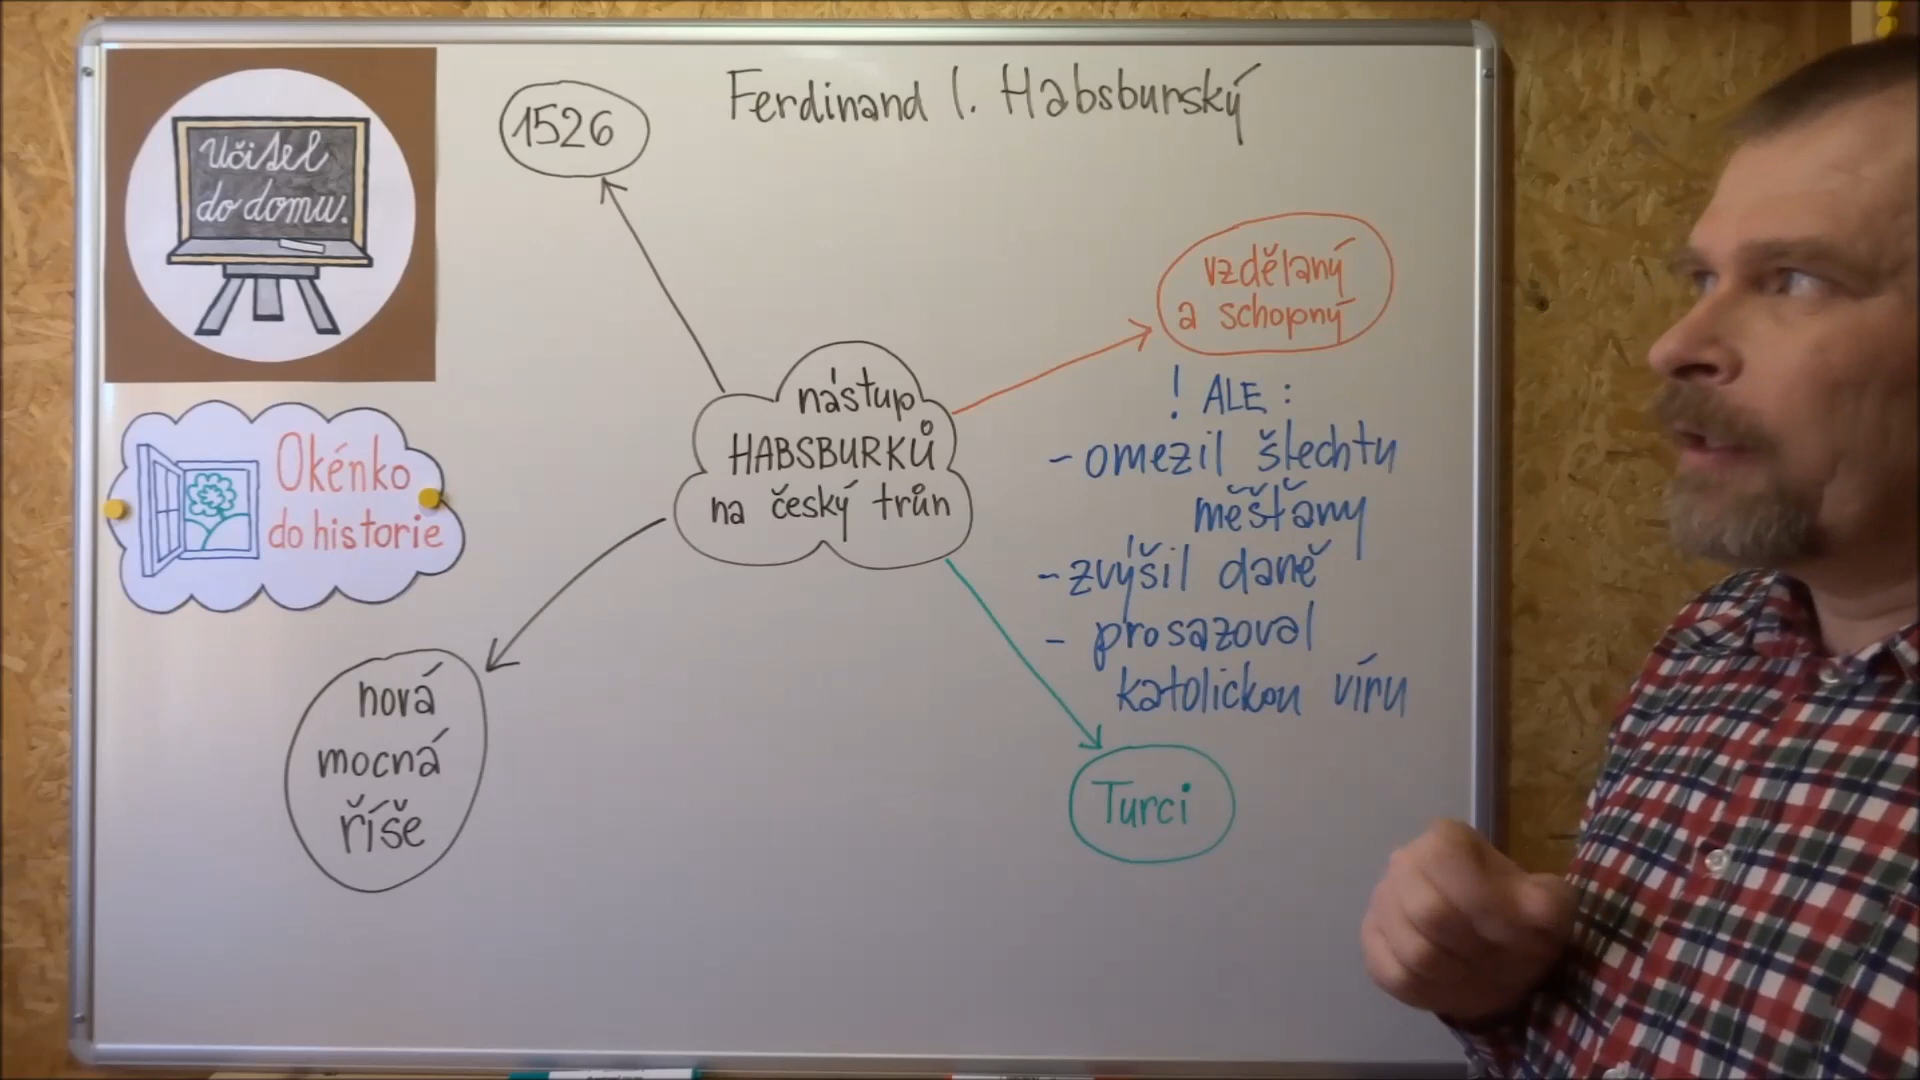 Učitel
do domu.
Okénko
do historie
Ferdinand I. Habsburský
1526
nástup
HABSBURKŮ
na český trůn
vzdělaný
a schopný
! ALE :
- omezil šlechtu
měšťany
- zvýšil daně
- prosazoval
katolickou víru
Turci
nová
mocná
říše